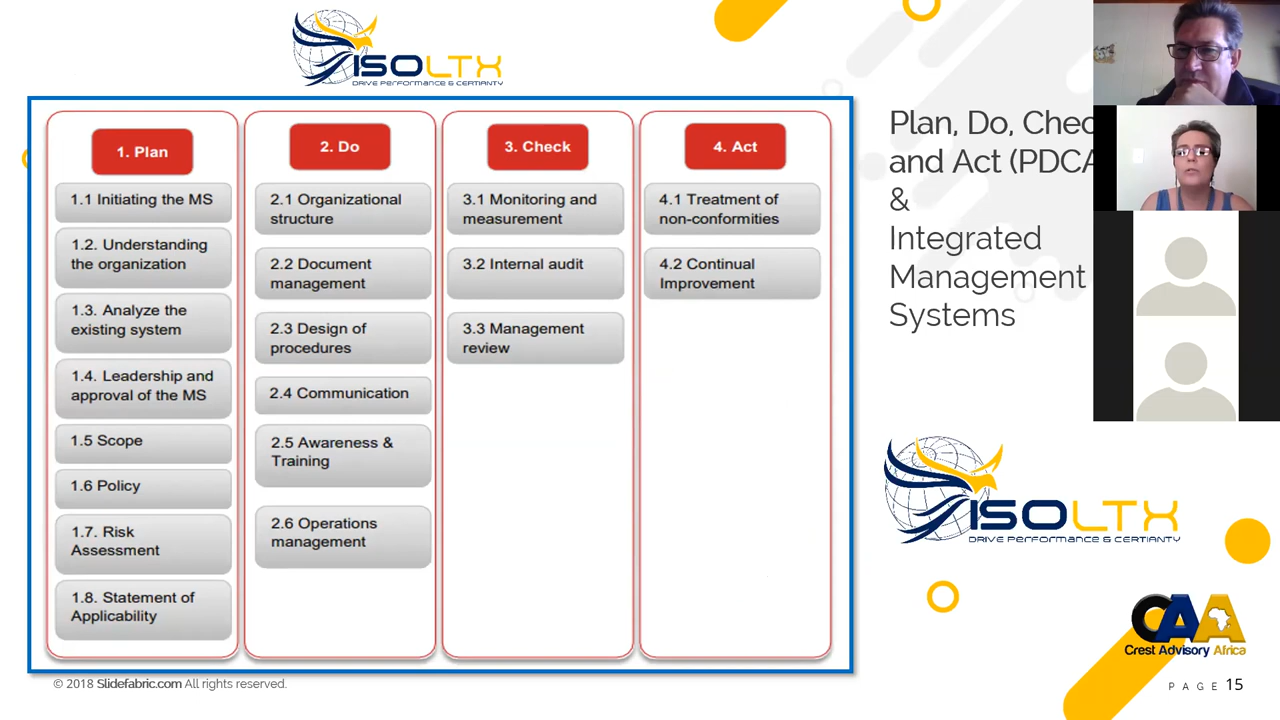 ISOLTX
DRIVE PERFORMANCE & CERTIANTY
1. Plan
1.1 Initiating the MS
1.2. Understanding
the organization
1.3. Analyze the
existing system
1.4. Leadership and
approval of the MS
1.5 Scope
1.6 Policy
1.7. Risk
Assessment
1.8. Statement of
Applicability
2. Do
2.1 Organizational
structure
2.2 Document
management
2.3 Design of
procedures
2.4 Communication
2.5 Awareness &
Training
2.6 Operations
management
3. Check
3.1 Monitoring and
measurement
3.2 Internal audit
3.3 Management
review
4. Act
4.1 Treatment of
non-conformities
4.2 Continual
Improvement
Plan, Do, Chec
and Act (PDCA
&
Integrated
Management
Systems
ISOLTX
DRIVE PERFORMANCE & CERTIANTY
CAA
Crest Advisory Africa
© 2018 Slidefabric.com All rights reserved.
PAGE 15